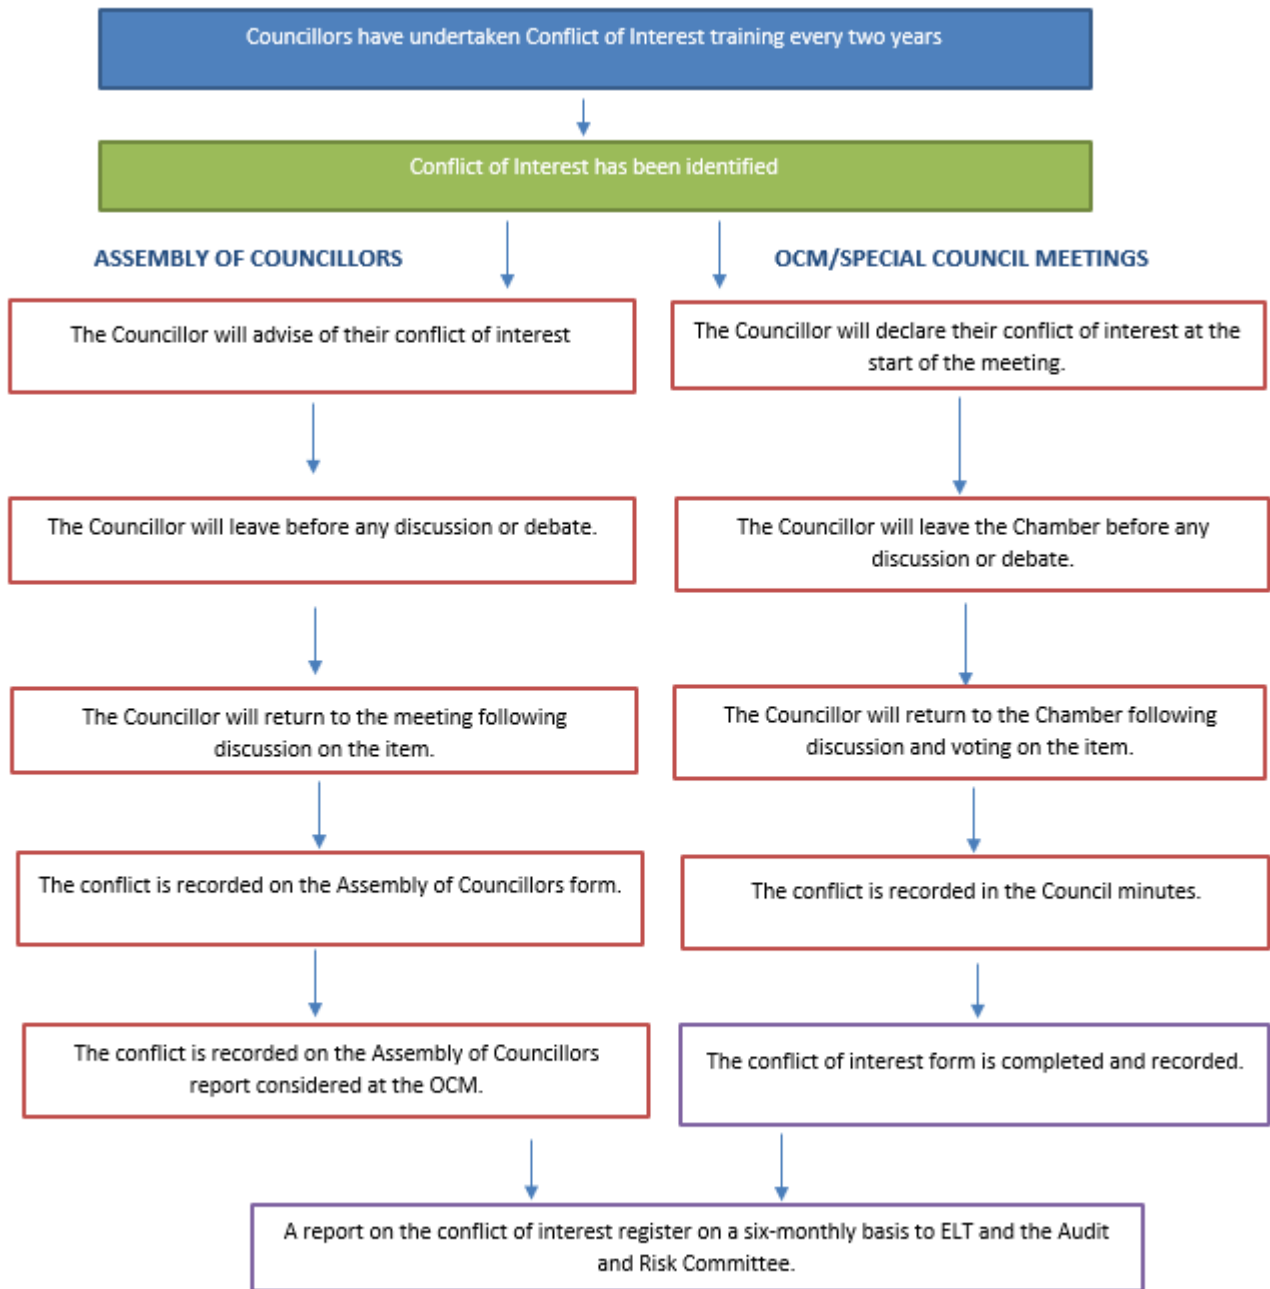 Councillors have undertaken Conflict of Interest training every two years
Conflict of Interest has been identified
ASSEMBLY OF COUNCILLORS
OCM/SPECIAL COUNCIL MEETINGS
The Councillor will advise of their conflict of interest
The Councillor will declare their conflict of interest at the
start of the meeting.
The Councillor will leave before any discussion or debate.
The Councillor will leave the Chamber before any
discussion or debate.
The Councillor will return to the meeting following
discussion on the item.
The Councillor will return to the Chamber following
discussion and voting on the item.
The conflict is recorded on the Assembly of Councillors form.
The conflict is recorded in the Council minutes.
The conflict is recorded on the Assembly of Councillors
report considered at the OCM.
The conflict of interest form is completed and recorded.
A report on the conflict of interest register on a six-monthly basis to ELT and the Audit
and Risk Committee.